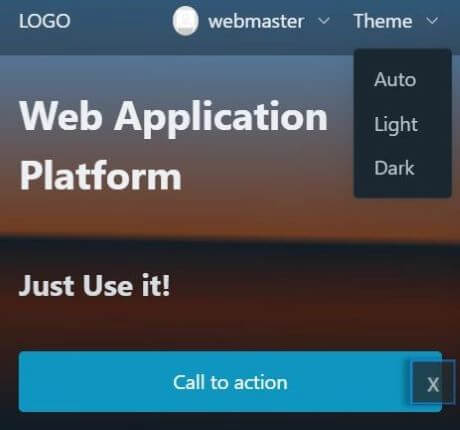 LOGO webmaster Theme
Auto
Light
Dark
Web Application
Platform
Just Use it!
Call to action
X